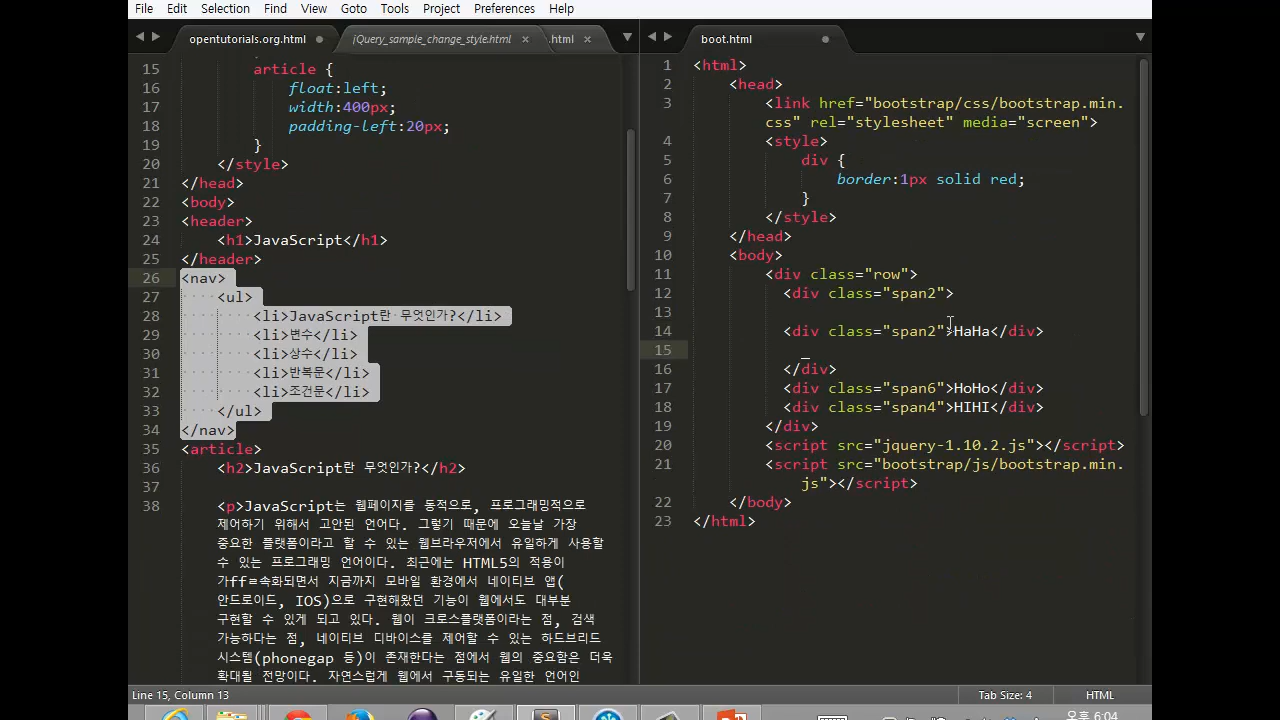 File Edit Selection Find View Goto Tools Project Preferences Help
opentutorials.org.html jQuery_sample_change_style.html .html
boot.html
15 article {
16 float:left;
17 width:400px;
18 padding-left:20px;
19 }
20 </style>
21 </head>
22 <body>
23 <header>
24 <h1>JavaScript</h1>
25 </header>
26 <nav>
27 <ul>
28 <li>JavaScript란 무엇인가?</li>
29 <li>변수</li>
30 <li>상수</li>
31 <li>반복문</li>
32 <li>조건문</li>
33 </ul>
34 </nav>
35 <article>
36 <h2>JavaScript란 무엇인가?</h2>
37
38 <p>JavaScript는 웹페이지를 동적으로, 프로그래밍적으로
제어하기 위해서 고안된 언어다. 그렇기 때문에 오늘날 가장
중요한 플랫폼이라고 할 수 있는 웹브라우저에서 유일하게 사용할
수 있는 프로그래밍 언어이다. 최근에는 HTML5의 적용이
가ffㄹ속화되면서 지금까지 모바일 환경에서 네이티브 앱(
안드로이드, IOS)으로 구현해왔던 기능이 웹에서도 대부분
구현할 수 있게 되고 있다. 웹이 크로스플랫폼이라는 점, 검색
가능하다는 점, 네이티브 디바이스를 제어할 수 있는 하드브리드
시스템(phonegap 등)이 존재한다는 점에서 웹의 중요함은 더욱
확대될 전망이다. 자연스럽게 웹에서 구동되는 유일한 언어인
1 <html>
2 <head>
3 <link href="bootstrap/css/bootstrap.min.
css" rel="stylesheet" media="screen">
4 <style>
5 div {
6 border:1px solid red;
7 }
8 </style>
9 </head>
10 <body>
11 <div class="row">
12 <div class="span2">
13
14 <div class="span2">HaHa</div>
15
16 </div>
17 <div class="span6">HoHo</div>
18 <div class="span4">HIHI</div>
19 </div>
20 <script src="jquery-1.10.2.js"></script>
21 <script src="bootstrap/js/bootstrap.min.
js"></script>
22 </body>
23 </html>
Line 15, Column 13 Tab Size: 4 HTML
오후 6:04